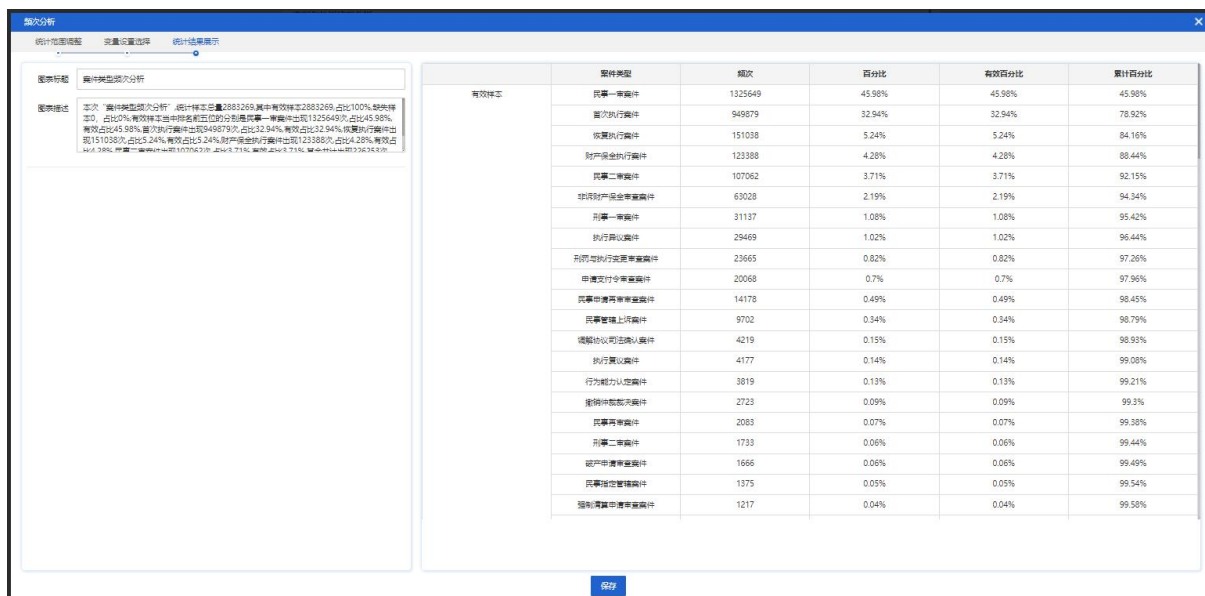 频次分析
统计范围调整 变量设置选择 统计结果展示
图表标题 案件类型频次分析
图表描述 本次“案件类型频次分析”,统计样本总量2883269,其中有效样本2883269,占比100%,缺失样
本0, 占比0%;有效样本当中排名前五位的分别是民事一审案件出现1325649次,占比45.98%,
有效占比45.98%,首次执行案件出现949879次,占比32.94%,有效占比32.94%,恢复执行案件出
现151038次,占比5.24%,有效占比5.24%,财产保全执行案件出现123388次,占比4.28%,有效占
比4.28%,民事二审案件出现107062次,占比3.71%,有效占比3.71%,其余共计出现226253次
案件类型 频次 百分比 有效百分比 累计百分比
有效样本 民事一审案件 1325649 45.98% 45.98% 45.98%
首次执行案件 949879 32.94% 32.94% 78.92%
恢复执行案件 151038 5.24% 5.24% 84.16%
财产保全执行案件 123388 4.28% 4.28% 88.44%
民事二审案件 107062 3.71% 3.71% 92.15%
非诉财产保全审查案件 63028 2.19% 2.19% 94.34%
刑事一审案件 31137 1.08% 1.08% 95.42%
执行异议案件 29469 1.02% 1.02% 96.44%
刑罚与执行变更审查案件 23665 0.82% 0.82% 97.26%
申请支付令审查案件 20068 0.7% 0.7% 97.96%
民事申请再审审查案件 14178 0.49% 0.49% 98.45%
民事管辖上诉案件 9702 0.34% 0.34% 98.79%
调解协议司法确认案件 4219 0.15% 0.15% 98.93%
执行复议案件 4177 0.14% 0.14% 99.08%
行为能力认定案件 3819 0.13% 0.13% 99.21%
撤销仲裁裁决案件 2723 0.09% 0.09% 99.3%
民事再审案件 2083 0.07% 0.07% 99.38%
刑事二审案件 1733 0.06% 0.06% 99.44%
破产申请审查案件 1666 0.06% 0.06% 99.49%
民事指定管辖案件 1375 0.05% 0.05% 99.54%
强制清算申请审查案件 1217 0.04% 0.04% 99.58%
保存